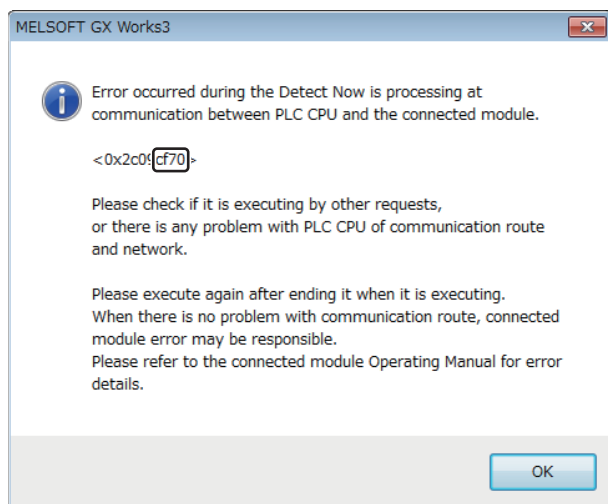 MELSOFT GX Works3
Error occurred during the Detect Now is processing at
communication between PLC CPU and the connected module.
<0x2c09cf70>
Please check if it is executing by other requests,
or there is any problem with PLC CPU of communication route
and network.
Please execute again after ending it when it is executing.
When there is no problem with communication route, connected
module error may be responsible.
Please refer to the connected module Operating Manual for error
details.
OK